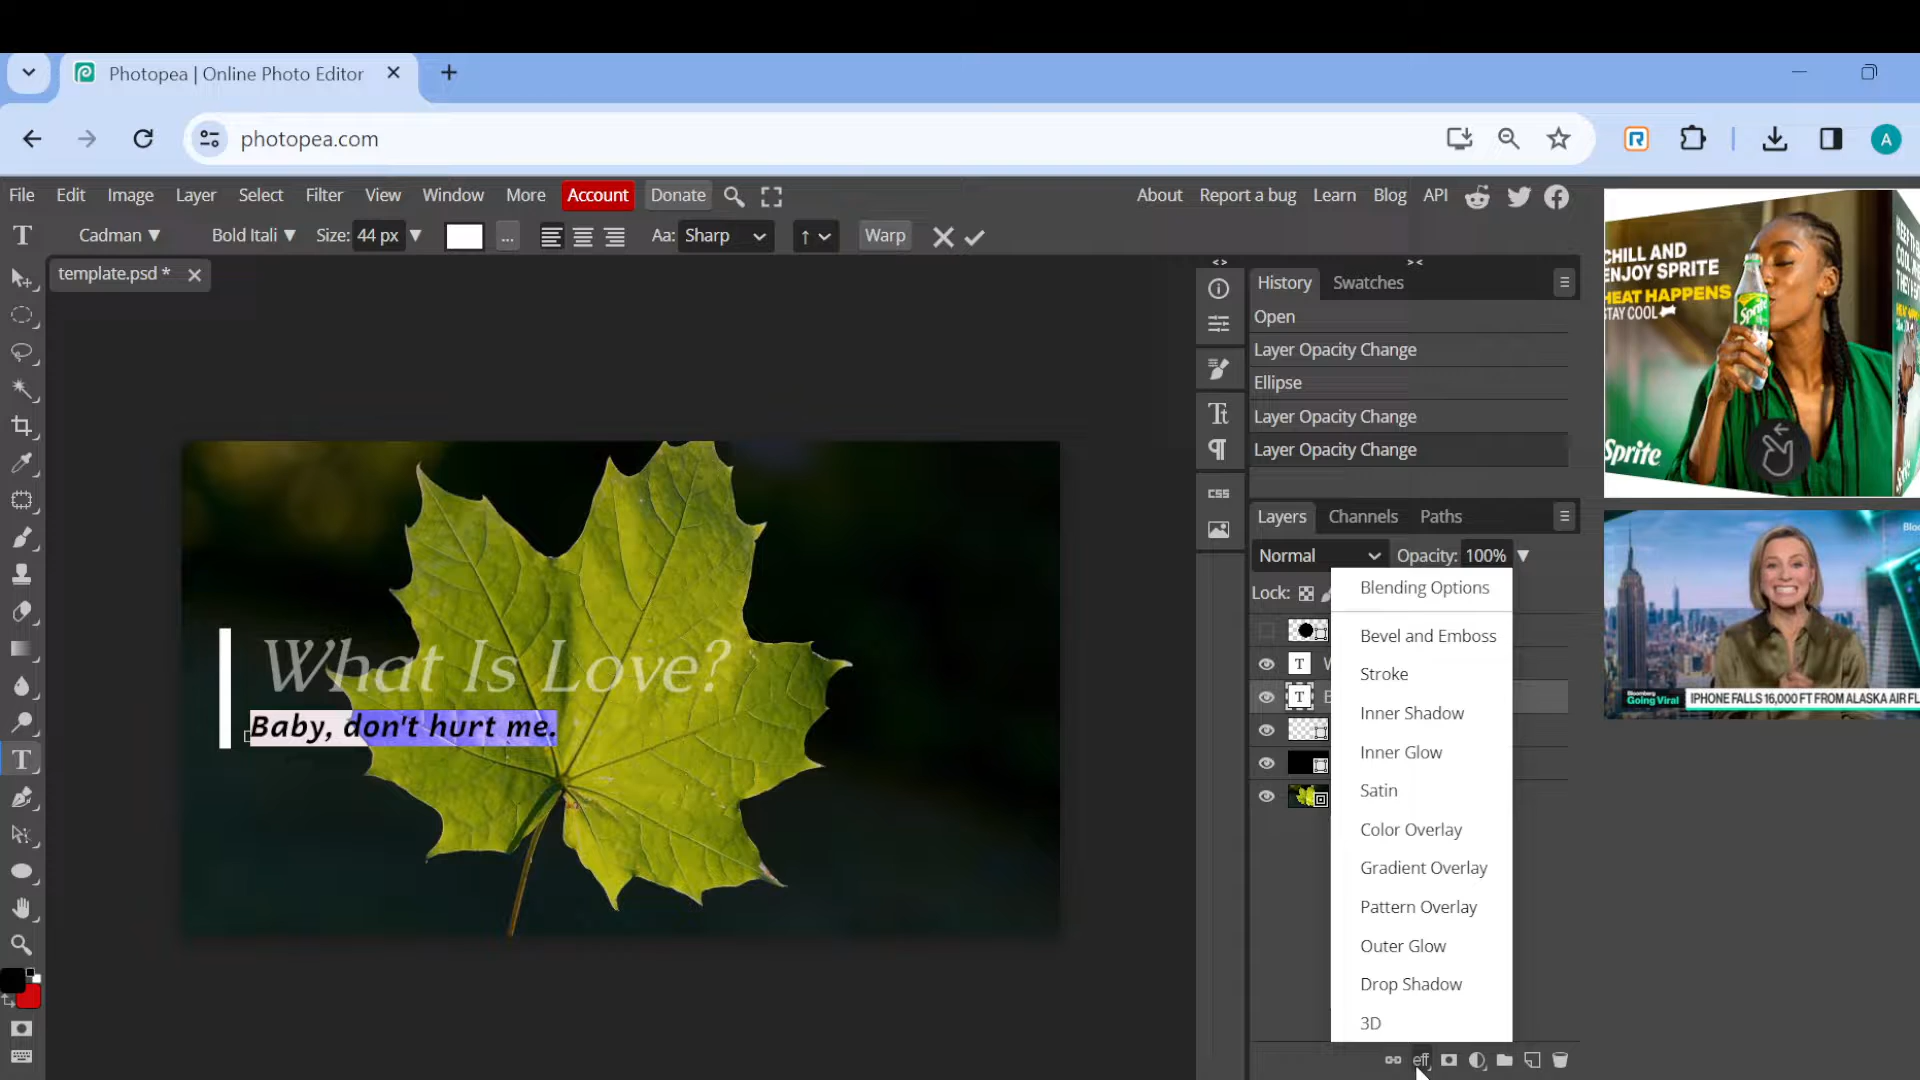 Photopea | Online Photo Editor
photopea.com
A
File Edit Image Layer Select Filter View Window More Account Donate
About Report a bug Learn Blog API
T Cadman Bold Itali Size: 44 px ... Aa: Sharp Warp
template.psd *
What Is Love?
Baby, don't hurt me.
T
CSS
History Swatches
Open
Layer Opacity Change
Ellipse
Layer Opacity Change
Layer Opacity Change
Layers Channels Paths
Normal Opacity: 100%
Lock:
T
T
Blending Options
Bevel and Emboss
Stroke
Inner Shadow
Inner Glow
Satin
Color Overlay
Gradient Overlay
Pattern Overlay
Outer Glow
Drop Shadow
3D
eff
CHILL AND
ENJOY SPRITE
HEAT HAPPENS
STAY COOL
Sprite
Sprite
Bloomberg
Going Viral
IPHONE FALLS 16,000 FT FROM ALASKA AIR